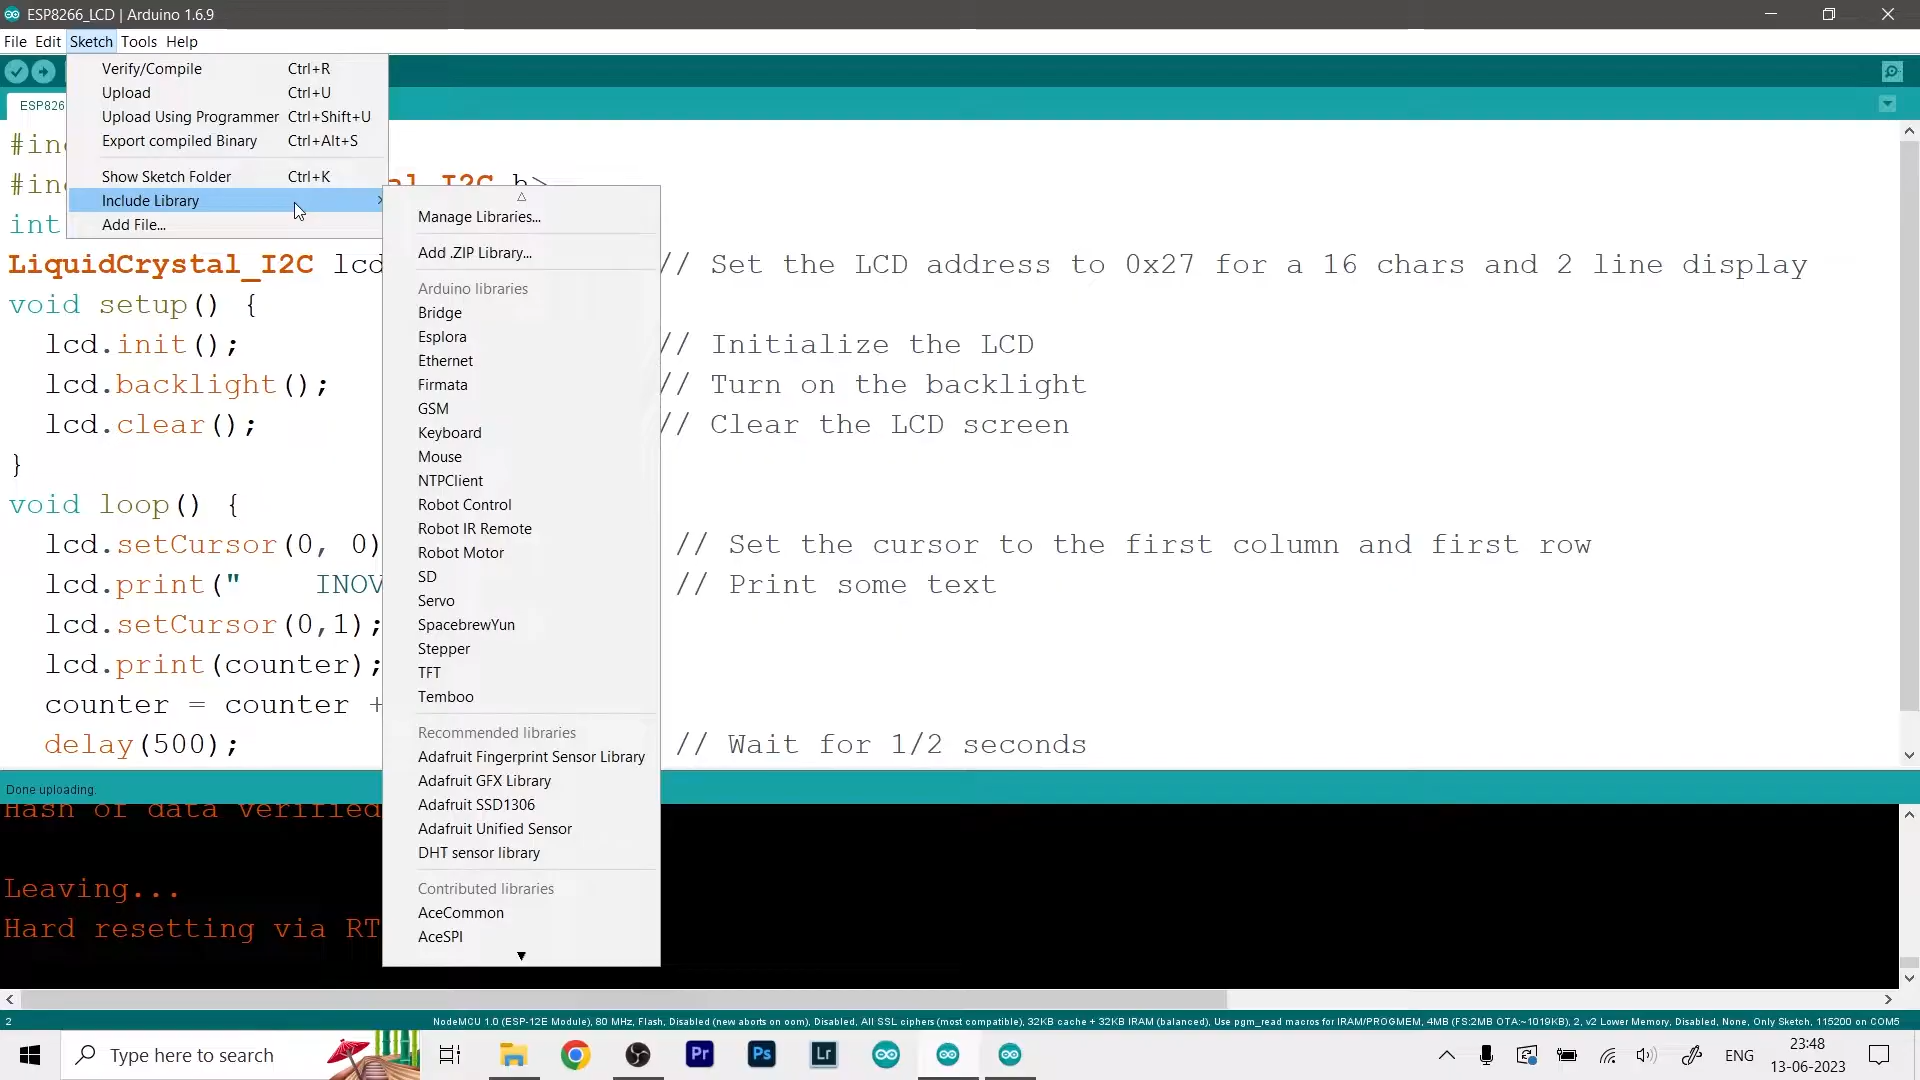 ESP8266_LCD | Arduino 1.6.9
File Edit Sketch Tools Help
Verify/Compile Ctrl+R
Upload Ctrl+U
Upload Using Programmer Ctrl+Shift+U
Export compiled Binary Ctrl+Alt+S
Show Sketch Folder Ctrl+K
Include Library
Add File...
ESP826
#in
#in
int
LiquidCrystal_I2C lcd // Set the LCD address to 0x27 for a 16 chars and 2 line display
void setup() {
lcd.init(); // Initialize the LCD
lcd.backlight(); // Turn on the backlight
lcd.clear(); // Clear the LCD screen
}
void loop() {
lcd.setCursor(0, 0) // Set the cursor to the first column and first row
lcd.print("    INOV // Print some text
lcd.setCursor(0,1);
lcd.print(counter);
counter = counter +
delay(500); // Wait for 1/2 seconds
Manage Libraries...
Add .ZIP Library...
Arduino libraries
Bridge
Esplora
Ethernet
Firmata
GSM
Keyboard
Mouse
NTPClient
Robot Control
Robot IR Remote
Robot Motor
SD
Servo
SpacebrewYun
Stepper
TFT
Temboo
Recommended libraries
Adafruit Fingerprint Sensor Library
Adafruit GFX Library
Adafruit SSD1306
Adafruit Unified Sensor
DHT sensor library
Contributed libraries
AceCommon
AceSPI
Done uploading.
Hash of data verified
Leaving...
Hard resetting via RT
2 NodeMCU 1.0 (ESP-12E Module), 80 MHz, Flash, Disabled (new aborts on oom), Disabled, All SSL ciphers (most compatible), 32KB cache + 32KB IRAM (balanced), Use pgm_read macros for IRAM/PROGMEM, 4MB (FS:2MB OTA:~1019KB), 2, v2 Lower Memory, Disabled, None, Only Sketch, 115200 on COM5
Type here to search
Pr
Ps
Lr
ENG
23:48
13-06-2023